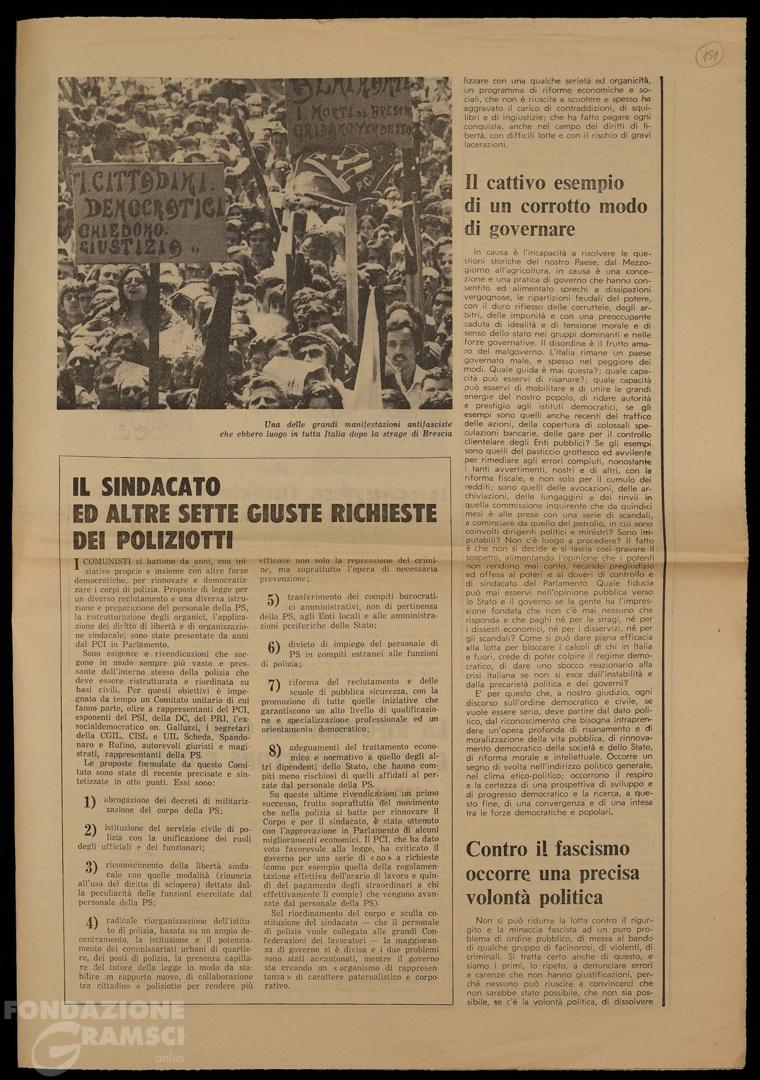 151
"I. CITTADINI.
DEMOCRATICI
CHIEDONO.
GIUSTIZIA"
I MORTI DI BRESCIA
GRIDANO VENDETTA
PCI
Una delle grandi manifestazioni antifasciste
che ebbero luogo in tutta Italia dopo la strage di Brescia
IL SINDACATO
ED ALTRE SETTE GIUSTE RICHIESTE
DEI POLIZIOTTI
I COMUNISTI si battono da anni, con ini-
ziative proprie e insieme con altre forze
democratiche, per rinnovare e democratiz-
zare i corpi di polizia. Proposte di legge per
un diverso reclutamento e una diversa istru-
zione e preparazione del personale della PS,
la ristrutturazione degli organici, l'applica-
zione dei diritti di libertà e di organizzazio-
ne sindacale, sono state presentate da anni
dal PCI in Parlamento.
Sono esigenze e rivendicazioni che sor-
gono in modo sempre più vasto e pres-
sante dall'interno stesso della polizia che
deve essere ristrutturata e riordinata su
basi civili. Per questi obiettivi è impe-
gnato da tempo un Comitato unitario di cui
fanno parte, oltre a rappresentanti del PCI,
esponenti del PSI, della DC, del PRI, l'ex-
socialdemocratico on. Galluzzi, i segretari
della CGIL, CISL e UIL Scheda, Spando-
naro e Rufino, autorevoli giuristi e magi-
strati, rappresentanti della PS.
Le proposte formulate da questo Comi-
tato sono state di recente precisate e sin-
tetizzate in otto punti. Essi sono:
1) abrogazione dei decreti di militariz-
zazione del corpo della PS;
2) istituzione del servizio civile di po-
lizia con la unificazione dei ruoli
degli ufficiali e dei funzionari;
3) riconoscimento della libertà sinda-
cale con quelle modalità (rinuncia
all'uso del diritto di sciopero) dettate dal-
la peculiarità delle funzioni esercitate dal
personale della PS;
4) radicale riorganizzazione dell'istitu-
to di polizia, basata su un ampio de-
centramento, la istituzione e il potenzia-
mento dei commissariati urbani di quartie-
re, dei posti di polizia, la presenza capilla-
re del tutore della legge in modo da sta-
bilire un rapporto nuovo, di collaborazione
tra cittadino e poliziotto per rendere più
efficace non solo la repressione del crimi-
ne, ma soprattutto l'opera di necessaria
prevenzione;
5) trasferimento dei compiti burocrati-
ci amministrativi, non di pertinenza
della PS, agli Enti locali e alle amministra-
zioni periferiche dello Stato;
6) divieto di impiego del personale di
PS in compiti estranei alle funzioni
di polizia;
7) riforma del reclutamento e delle
scuole di pubblica sicurezza, con la
promozione di tutte quelle iniziative che
garantiscono un alto livello di qualificazio-
ne e specializzazione professionale ed un
orientamento democratico;
8) adeguamenti del trattamento econo-
mico e normativo a quello degli al-
tri dipendenti dello Stato, che hanno com-
piti meno rischiosi di quelli affidati al per-
zate dal personale della PS.
Su queste ultime rivendicazioni un primo
successo, frutto soprattutto del movimento
che nella polizia si batte per rinnovare il
Corpo e per il sindacato, è stato ottenuto
con l'approvazione in Parlamento di alcuni
miglioramenti economici. Il PCI, che ha dato
voto favorevole alla legge, ha criticato il
governo per una serie di «no» a richieste
(come per esempio quella della regolamen-
tazione effettiva dell'orario di lavoro e quin-
di del pagamento degli straordinari a chi
effettivamente li compie) che vengono avan-
zate dal personale della PS).
Sul riordinamento del corpo e sculla co-
stituzione del sindacato — che il personale
di polizia vuole collegato alle grandi Con-
federazioni dei lavoratori — la maggioran-
za di governo si è divisa e i due problemi
sono stati accantonati, mentre il governo
sta creando un «organismo di rappresen-
tanza» di carattere paternalistico e corpo-
rativo.
lizzare con una qualche serietà ed organicità,
un programma di riforme economiche e so-
ciali, che non è riuscita a scuotere e spesso ha
aggravato il carico di contraddizioni, di squi-
libri e di ingiustizie; che ha fatto pagare ogni
conquista, anche nel campo dei diritti di li-
bertà, con difficili lotte e con il rischio di gravi
lacerazioni.
Il cattivo esempio
di un corrotto modo
di governare
In causa è l'incapacità a risolvere le que-
stioni storiche del nostro Paese, dal Mezzo-
giorno all'agricoltura, in causa è una conce-
zione e una pratica di governo che hanno con-
sentito ed alimentato sprechi e dissipazioni
vergognose, le ripartizioni feudali del potere,
con il duro riflesso delle corruttele, degli ar-
bitri, delle impunità e con una preoccupante
caduta di idealità e di tensione morale e di
senso dello stato nei gruppi dominanti e nelle
forze governative. Il disordine è il frutto ama-
ro del malgoverno. L'Italia rimane un paese
governato male, e spesso nel peggiore dei
modi. Quale guida è mai questa?; quale capa-
cità può esservi di risanare?; quale capacità
può esservi di mobilitare e di unire le grandi
energie del nostro popolo, di ridare autorità
e prestigio agli istituti democratici, se gli
esempi sono quelli anche recenti del traffico
delle azioni, della copertura di colossali spe-
culazioni bancarie, delle gare per il controllo
clientelare degli Enti pubblici? Se gli esempi
sono quelli del pasticcio grottesco ed avvilente
per rimediare agli errori compiuti, nonostante
i tanti avvertimenti, nostri e di altri, con la
riforma fiscale, e non solo per il cumulo dei
redditi; sono quelli delle avocazioni, delle ar-
chiviazioni, delle lungaggini e dei rinvii in
quella commissione inquirente che da quindici
mesi è alle prese con una serie di scandali,
a cominciare da quello del petrolio, in cui sono
coinvolti dirigenti politici e ministri? Sono im-
putabili? Non c'è luogo a procedere? Il fatto
è che non si decide e si lascia così gravare il
sospetto, alimentando l'opinione che i potenti
non rendono mai conto, recando pregiudizio
ed offesa ai poteri e ai doveri di controllo e
di sindacato del Parlamento. Quale fiducia
può mai esservi nell'opinione pubblica verso
lo Stato e il governo se la gente ha l'impres-
sione fondata che non c'è mai nessuno che
risponda e che paghi né per le stragi, né per
i dissesti economici, né per i disservizi, né per
gli scandali? Come si può dare piena efficacia
alla lotta per bloccare i calcoli di chi in Italia
e fuori, crede di poter colpire il regime demo-
cratico, di dare uno sbocco reazionario alla
crisi italiana se non si esce dall'instabilità e
dalla precarietà politica e dei governi?
E' per questo che, a nostro giudizio, ogni
discorso sull'ordine democratico e civile, se
vuole essere serio, deve partire dal dato poli-
tico, dal riconoscimento che bisogna intrapren-
dere un'opera profonda di risanamento e di
moralizzazione della vita pubblica, di rinnova-
mento democratico della società e dello Stato,
di riforma morale e intellettuale. Occorre un
segno di svolta nell'indirizzo politico generale,
nel clima etico-politico; occorrono il respiro
e la certezza di una prospettiva di sviluppo e
di progresso democratico e la ricerca, a que-
sto fine, di una convergenza e di una intesa
tra le forze democratiche e popolari.
Contro il fascismo
occorre una precisa
volontà politica
Non si può ridurre la lotta contro il rigur-
gito e la minaccia fascista ad un puro pro-
blema di ordine pubblico, di messa al bando
di qualche gruppo di facinorosi, di violenti, di
criminali. Si tratta certo anche di questo, e
siamo i primi, lo ripeto, a denunciare errori
e carenze che non hanno giustificazioni, per-
ché nessuno può riuscire a convincerci che
non sarebbe stato possibile, che non sia pos-
sibile, se c'è la volontà politica, di dissolvere
FONDAZIONE
GRAMSCI
onlus